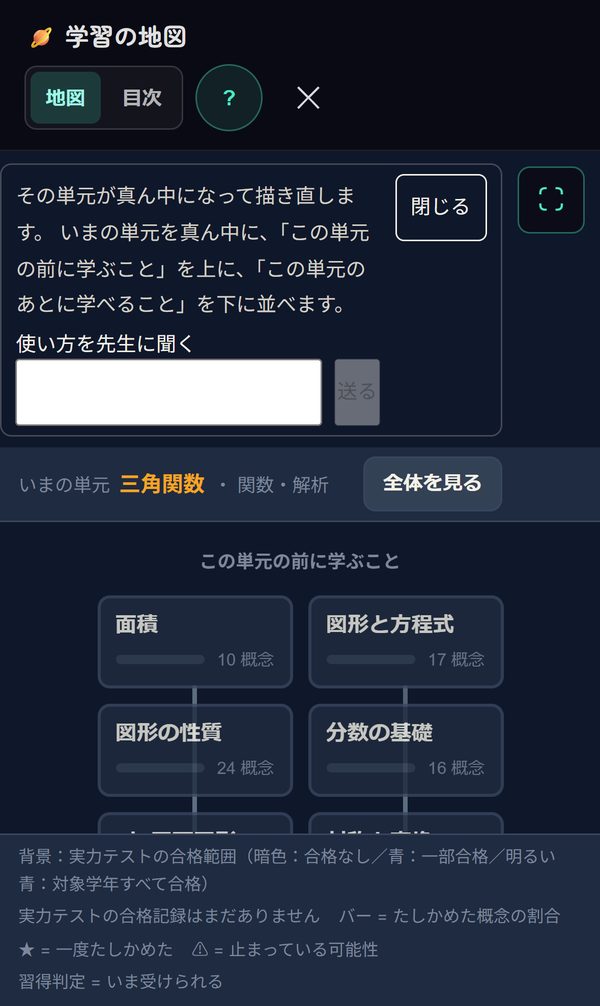 学習の地図
地図 目次 ?
その単元が真ん中になって描き直しま
す。 いまの単元を真ん中に、「この単元
の前に学ぶこと」を上に、「この単元の
あとに学べること」を下に並べます。
閉じる
使い方を先生に聞く
送る
いまの単元 三角関数 ・ 関数・解析
全体を見る
この単元の前に学ぶこと
面積
10 概念
図形と方程式
17 概念
図形の性質
24 概念
分数の基礎
16 概念
背景：実力テストの合格範囲（暗色：合格なし／青：一部合格／明るい
青：対象学年すべて合格）
実力テストの合格記録はまだありません バー = たしかめた概念の割合
★ = 一度たしかめた ⚠ = 止まっている可能性
習得判定 = いま受けられる